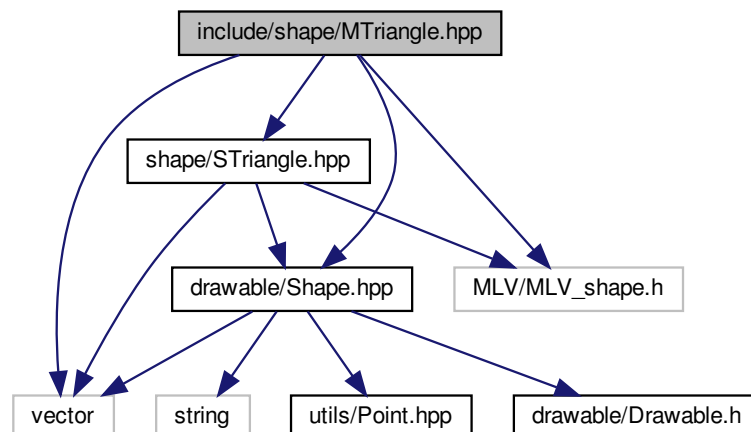 include/shape/MTriangle.hpp
shape/STriangle.hpp
drawable/Shape.hpp
MLV/MLV_shape.h
vector
string
utils/Point.hpp
drawable/Drawable.h